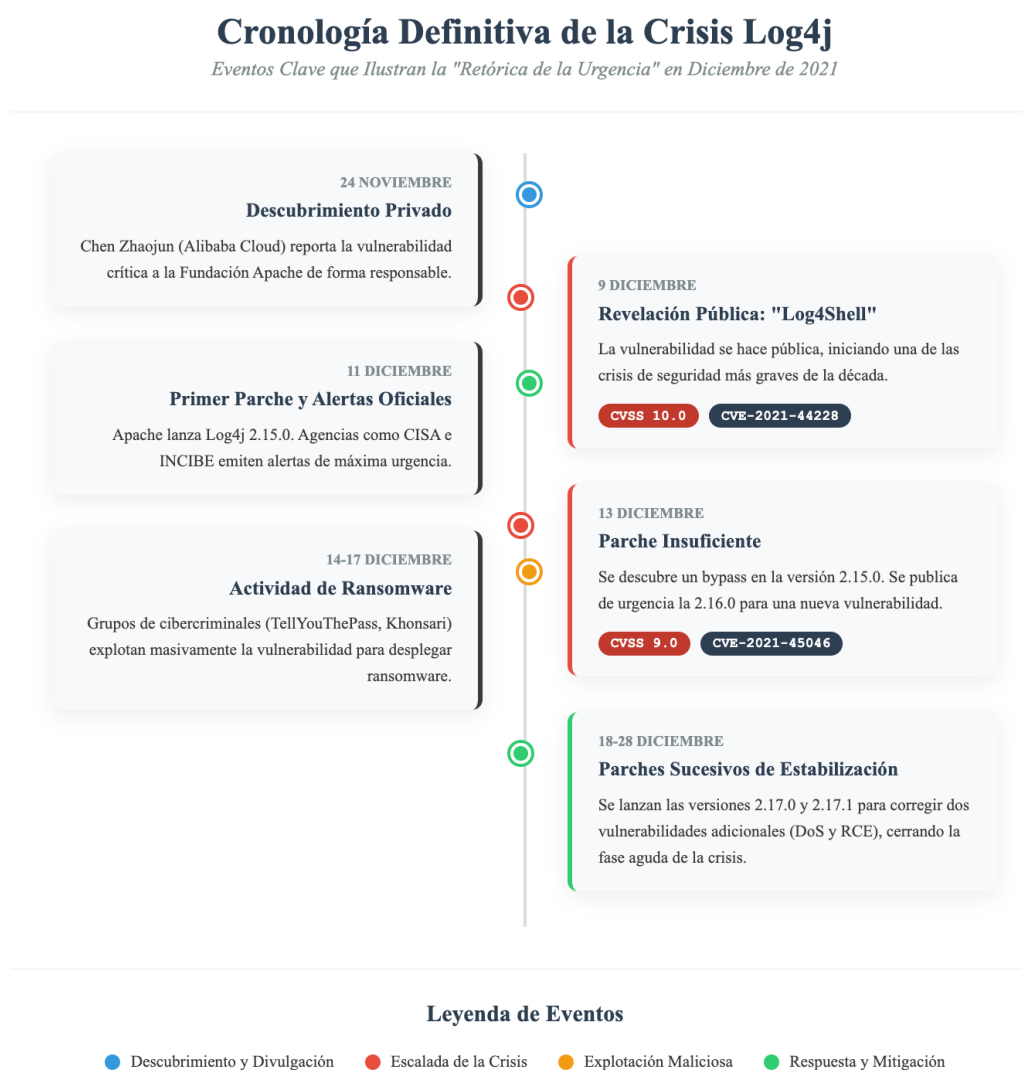 Cronología Definitiva de la Crisis Log4j
Eventos Clave que Ilustran la "Retórica de la Urgencia" en Diciembre de 2021
24 NOVIEMBRE
Descubrimiento Privado
Chen Zhaojun (Alibaba Cloud) reporta la vulnerabilidad
crítica a la Fundación Apache de forma responsable.
9 DICIEMBRE
Revelación Pública: "Log4Shell"
La vulnerabilidad se hace pública, iniciando una de las
crisis de seguridad más graves de la década.
CVSS 10.0 CVE-2021-44228
11 DICIEMBRE
Primer Parche y Alertas Oficiales
Apache lanza Log4j 2.15.0. Agencias como CISA e
INCIBE emiten alertas de máxima urgencia.
13 DICIEMBRE
Parche Insuficiente
Se descubre un bypass en la versión 2.15.0. Se publica
de urgencia la 2.16.0 para una nueva vulnerabilidad.
CVSS 9.0 CVE-2021-45046
14-17 DICIEMBRE
Actividad de Ransomware
Grupos de cibercriminales (TellYouThePass, Khonsari)
explotan masivamente la vulnerabilidad para desplegar
ransomware.
18-28 DICIEMBRE
Parches Sucesivos de Estabilización
Se lanzan las versiones 2.17.0 y 2.17.1 para corregir dos
vulnerabilidades adicionales (DoS y RCE), cerrando la
fase aguda de la crisis.
Leyenda de Eventos
Descubrimiento y Divulgación Escalada de la Crisis Explotación Maliciosa Respuesta y Mitigación